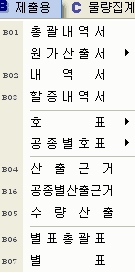 B 제출용 C 물량집계
B01 총괄내역서
원가산출서
B02 내 역 서
B03 할증내역서
호 표
공종별호표
B04 산 출 근 거
B16 공종별산출근거
B05 수 량 산 출
B06 별 표 총 괄 표
B07 별 표